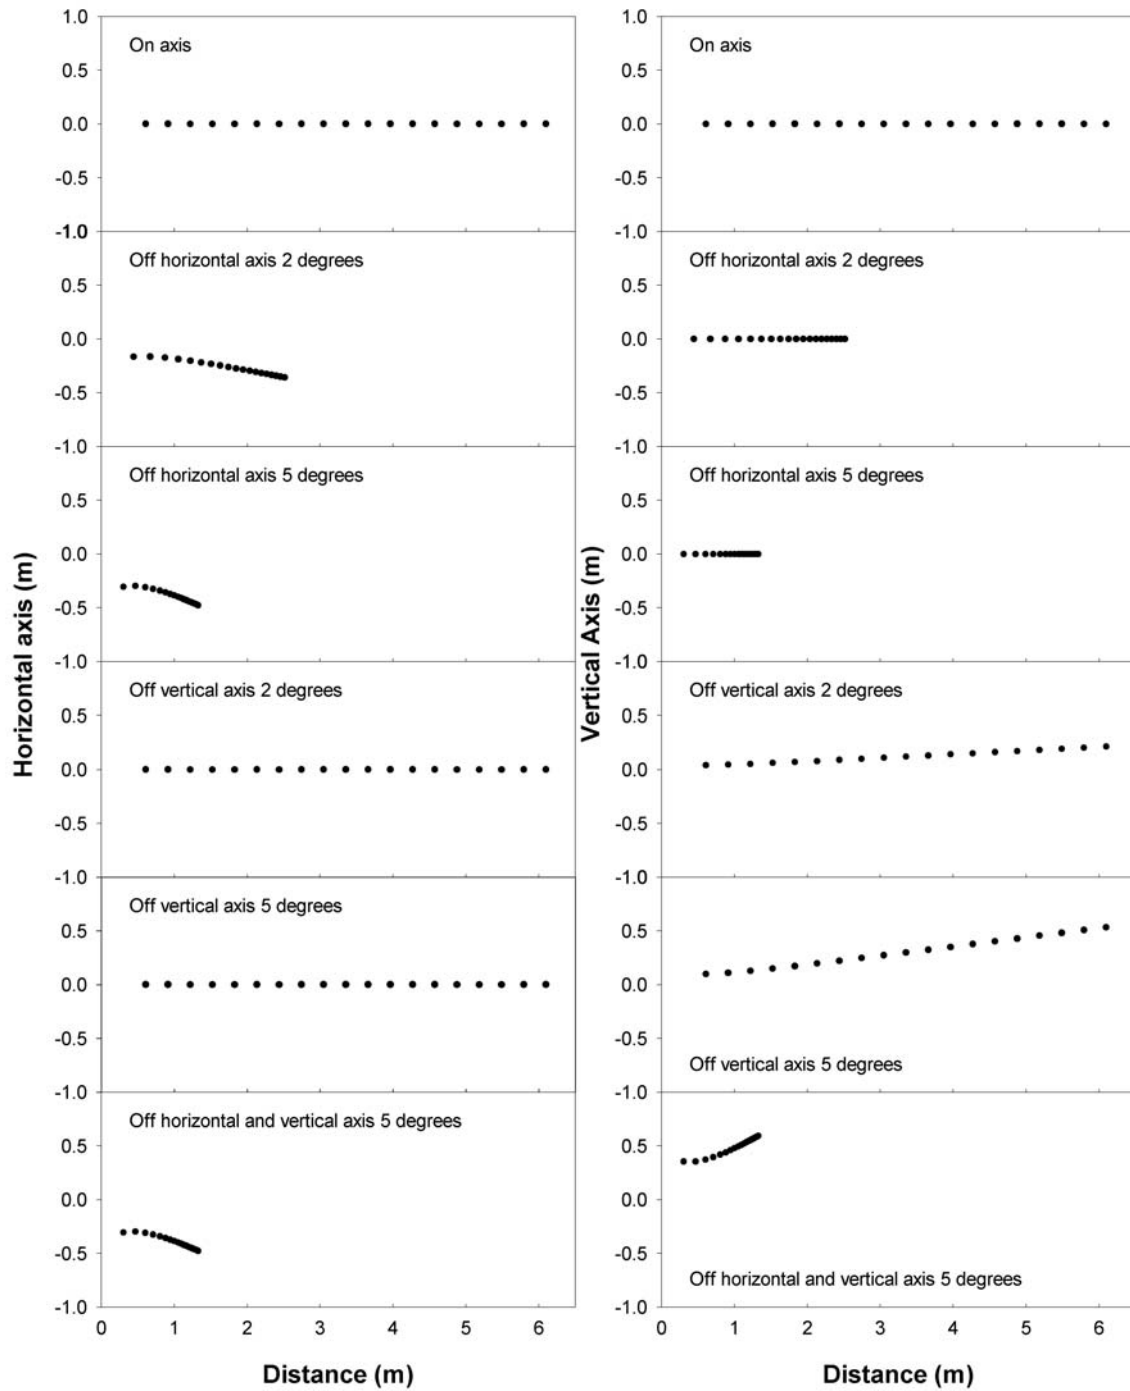 1.0
On axis
0.5
0.0
-0.5
-1.0
Off horizontal axis 2 degrees
0.5
0.0
-0.5
-1.0
Off horizontal axis 5 degrees
0.5
0.0
-0.5
-1.0
Off vertical axis 2 degrees
0.5
0.0
-0.5
-1.0
Off vertical axis 5 degrees
0.5
0.0
-0.5
-1.0
Off horizontal and vertical axis 5 degrees
0.5
0.0
-0.5
-1.0
0 1 2 3 4 5 6
Distance (m)
Horizontal axis (m)
1.0
On axis
0.5
0.0
-0.5
-1.0
Off horizontal axis 2 degrees
0.5
0.0
-0.5
-1.0
Off horizontal axis 5 degrees
0.5
0.0
-0.5
-1.0
Off vertical axis 2 degrees
0.5
0.0
-0.5
-1.0
0.5
0.0
-0.5
Off vertical axis 5 degrees
-1.0
0.5
0.0
-0.5
Off horizontal and vertical axis 5 degrees
-1.0
0 1 2 3 4 5 6
Distance (m)
Vertical Axis (m)